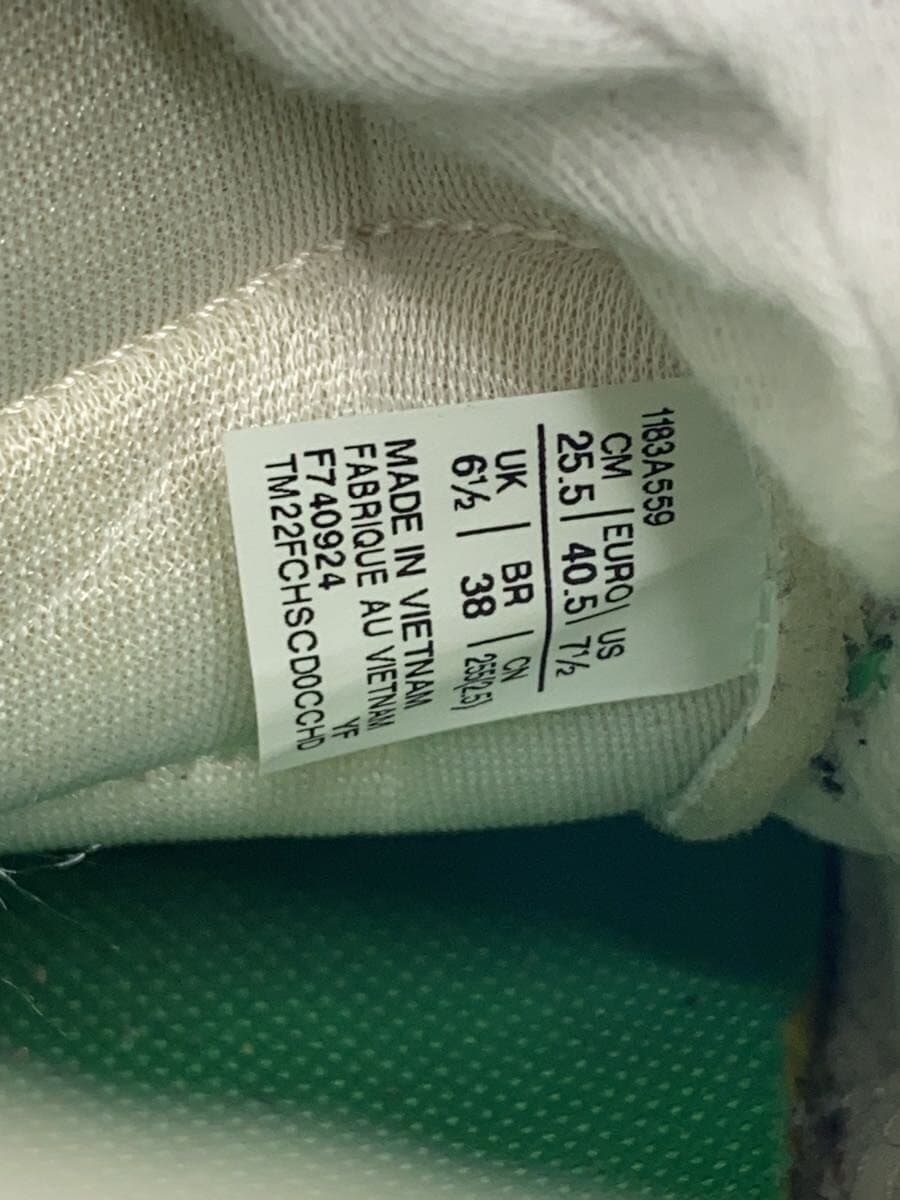 1183A559
CM | EURO | US
25.5 | 40.5 | 7½
UK | BR | CN
6½ | 38 | 255(2.5)
MADE IN VIETNAM
FABRIQUE AU VIETNAM
F740924 YF
TM22FCHSCDOCCHD